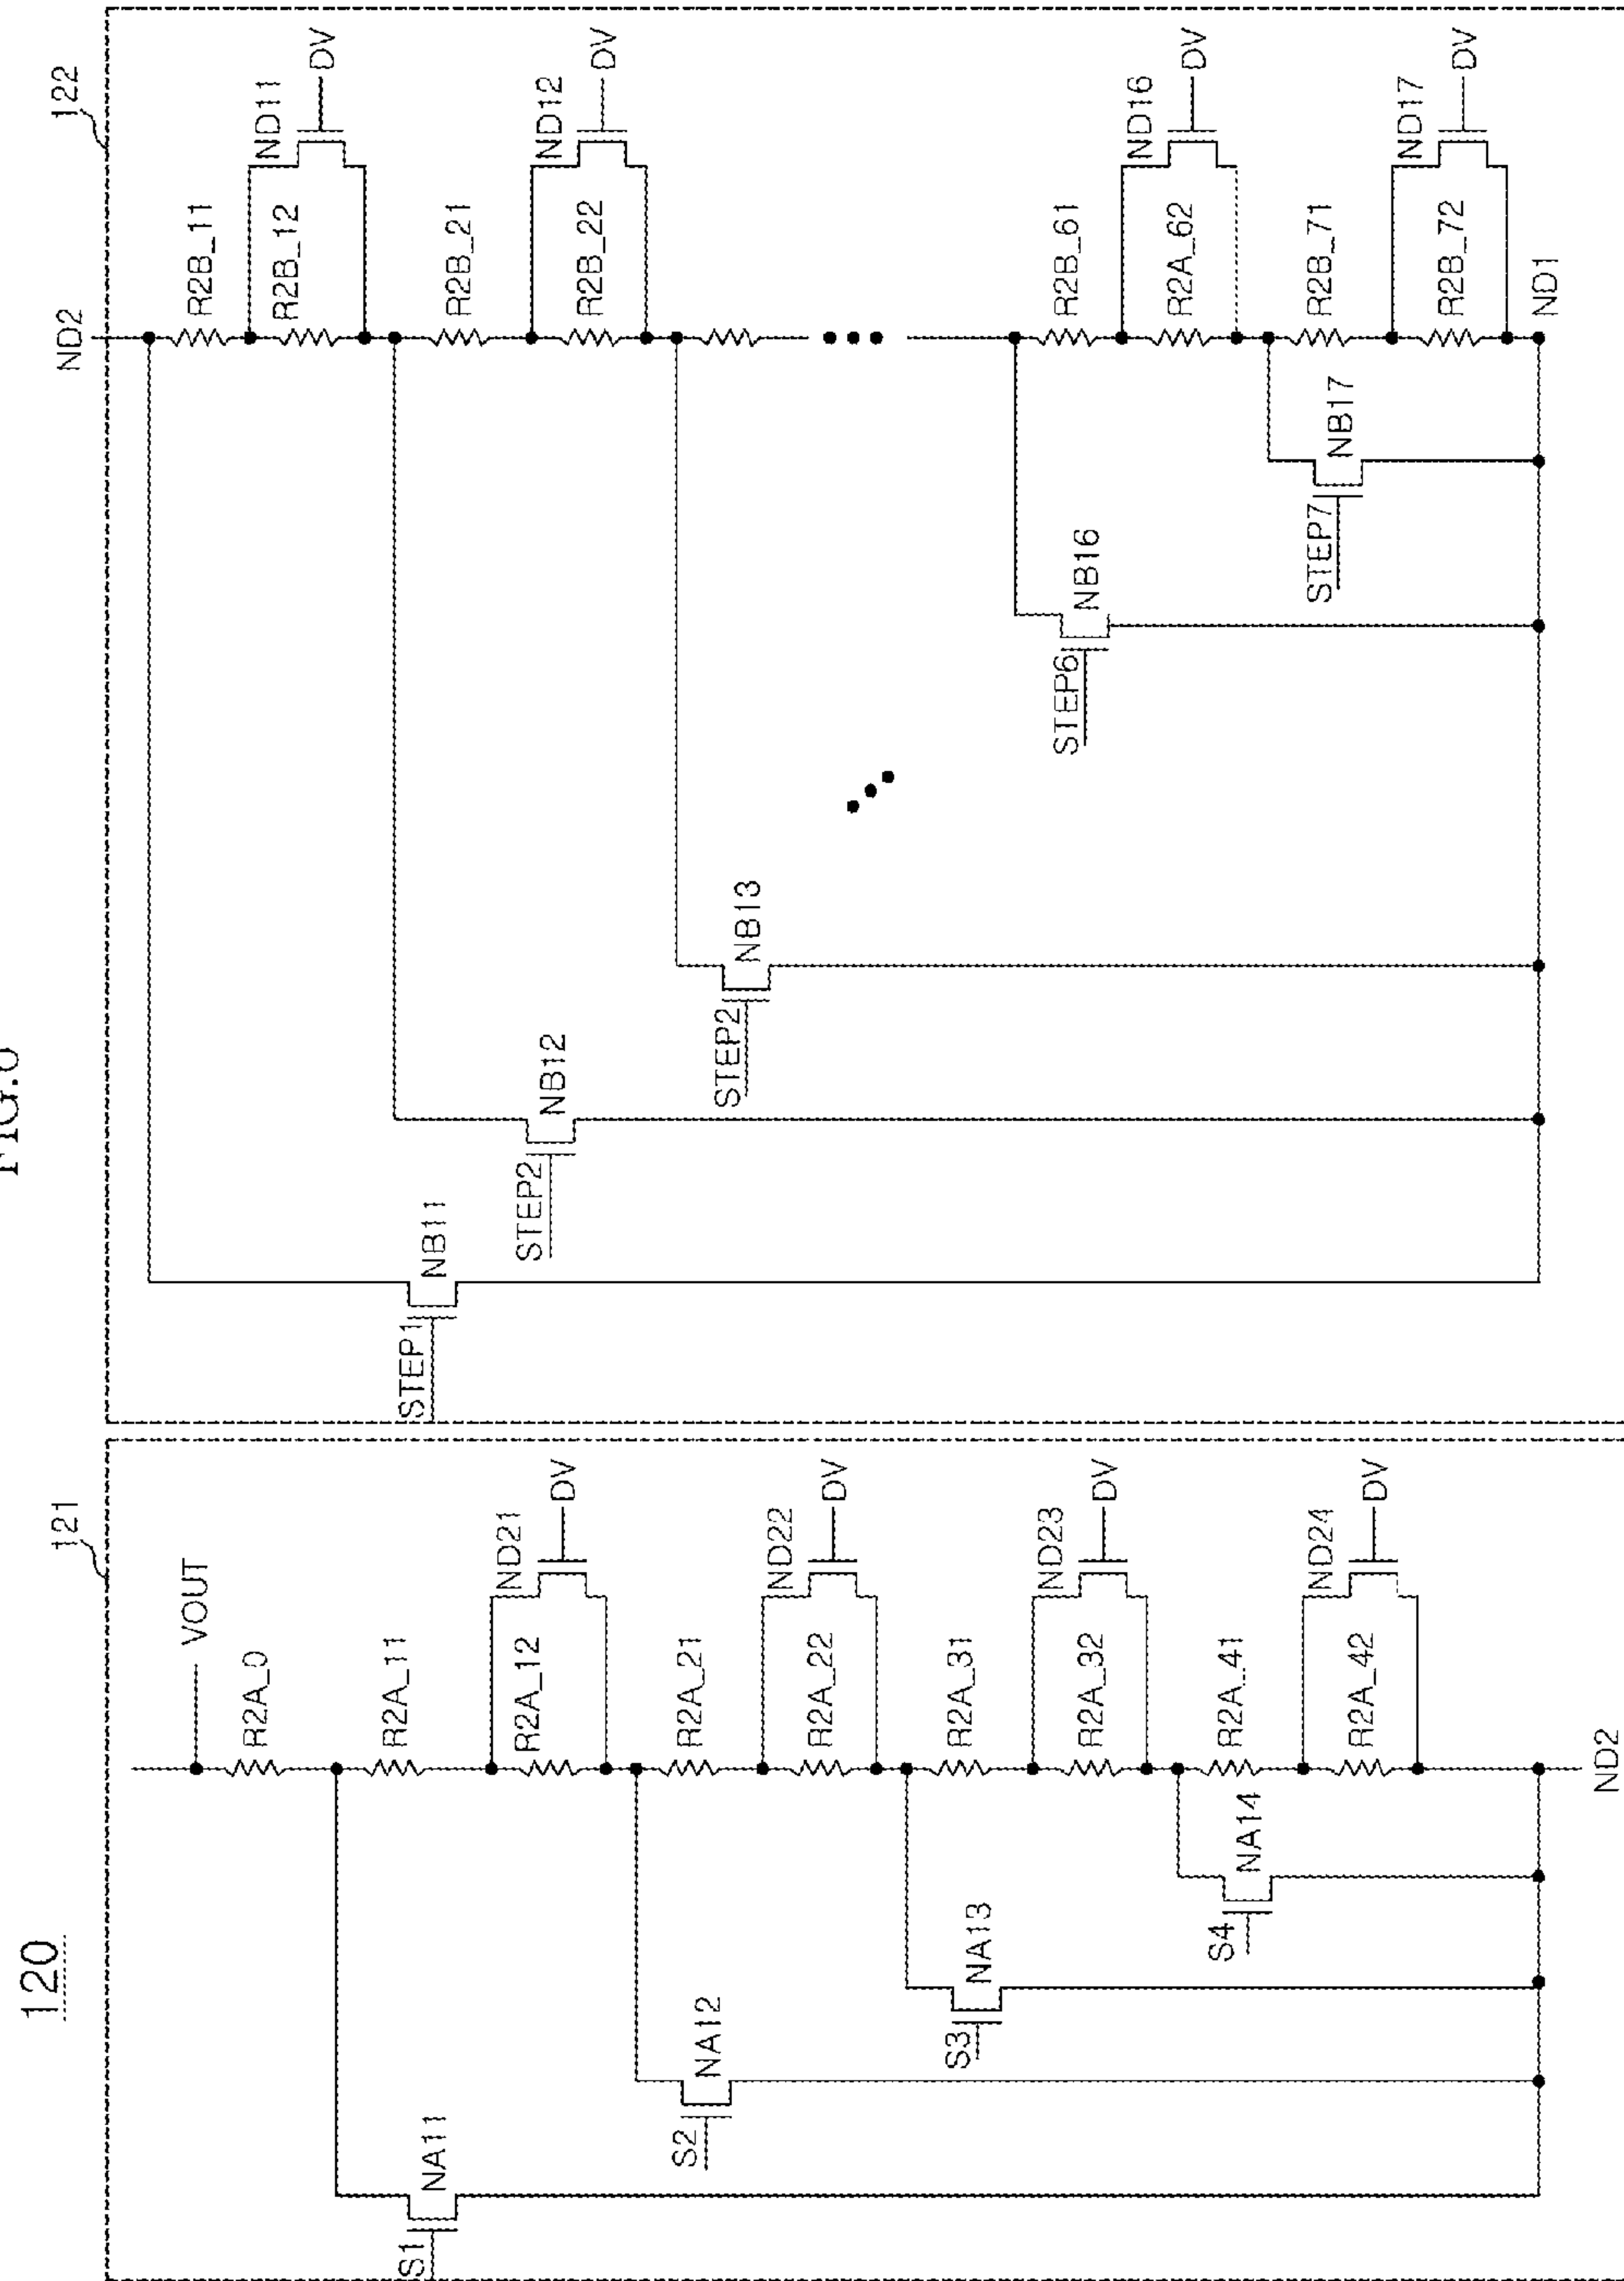 FIG.6
120
121
VOUT
R2A_0
R2A_11
ND21
R2A_12
DV
R2A_21
ND22
R2A_22
DV
R2A_31
ND23
R2A_32
DV
R2A_41
ND24
R2A_42
DV
S1
NA11
S2
NA12
S3
NA13
S4
NA14
ND2
122
ND2
R2B_11
ND11
R2B_12
DV
R2B_21
ND12
R2B_22
DV
R2B_61
ND16
R2A_62
DV
R2B_71
ND17
R2B_72
DV
STEP1
NB11
STEP2
NB12
STEP2
NB13
STEP6
NB16
STEP7
NB17
ND1